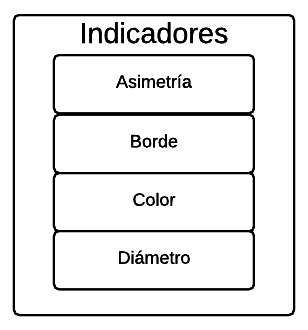 Indicadores
Asimetría
Borde
Color
Diámetro